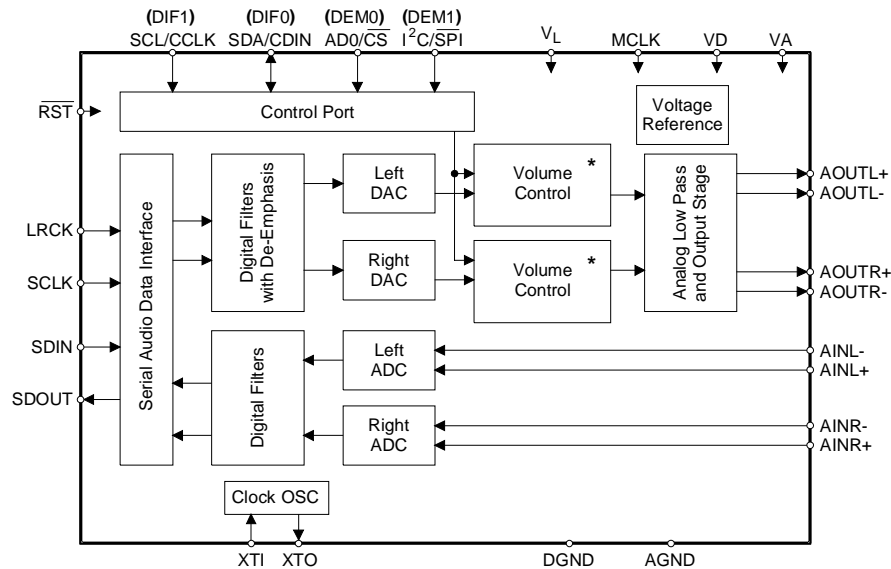 (DIF1) (DIF0) (DEM0) (DEM1)
SCL/CCLK SDA/CDIN AD0/CS I²C/SPI VL MCLK VD VA
RST
Control Port
Voltage
Reference
Left
DAC
Volume
Control
*
AOUTL+
AOUTL-
LRCK
SCLK
SDIN
SDOUT
Serial Audio Data Interface
Digital Filters
with De-Emphasis
Right
DAC
Volume
Control
*
Analog Low Pass
and Output Stage
AOUTR+
AOUTR-
Digital Filters
Left
ADC
AINL-
AINL+
Right
ADC
AINR-
AINR+
Clock OSC
XTI XTO DGND AGND